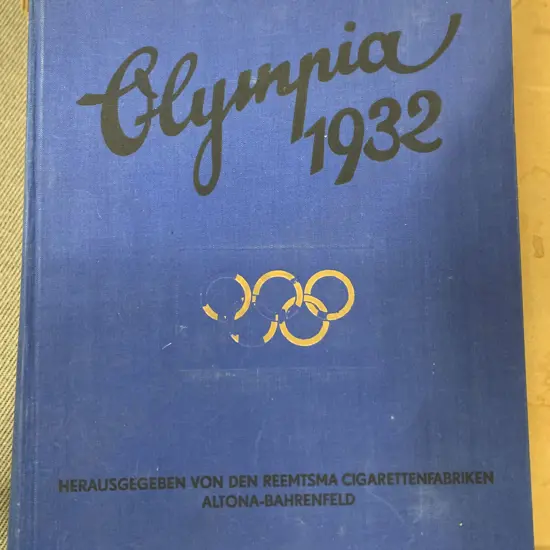 Olympia
1932
HERAUSGEGEBEN VON DEN REEMTSMA CIGARETTENFABRIKEN
ALTONA-BAHRENFELD